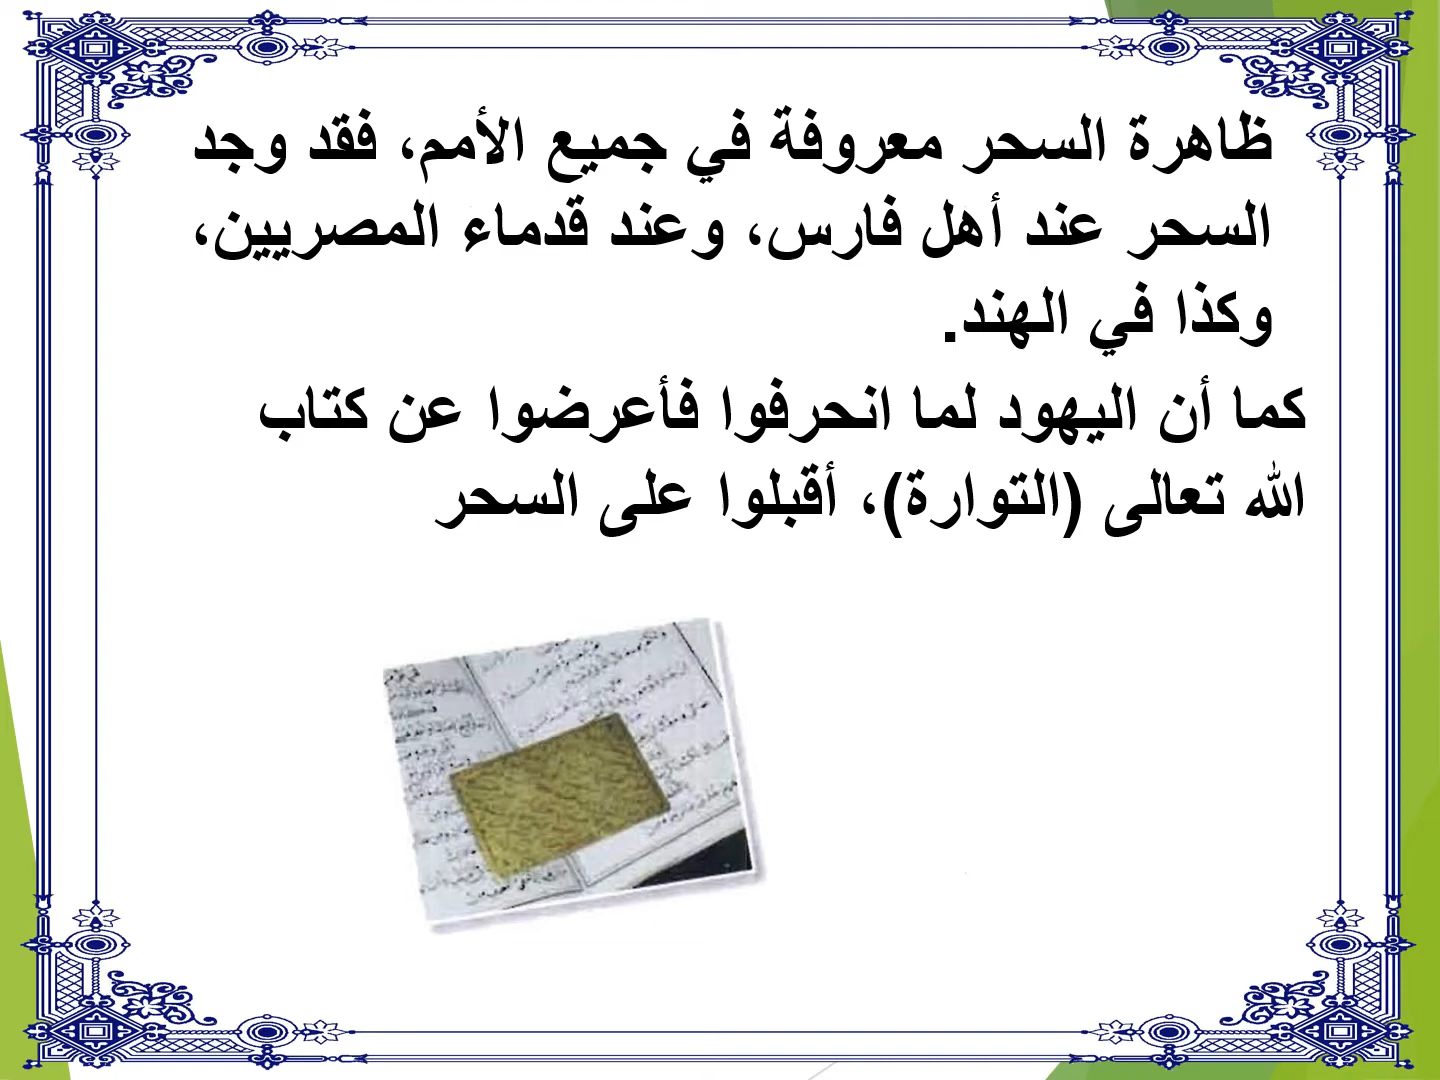 ظاهرة السحر معروفة في جميع الأمم، فقد وجد
السحر عند أهل فارس، وعند قدماء المصريين،
وكذا في الهند.
كما أن اليهود لما انحرفوا فأعرضوا عن كتاب
الله تعالى (التوارة)، أقبلوا على السحر